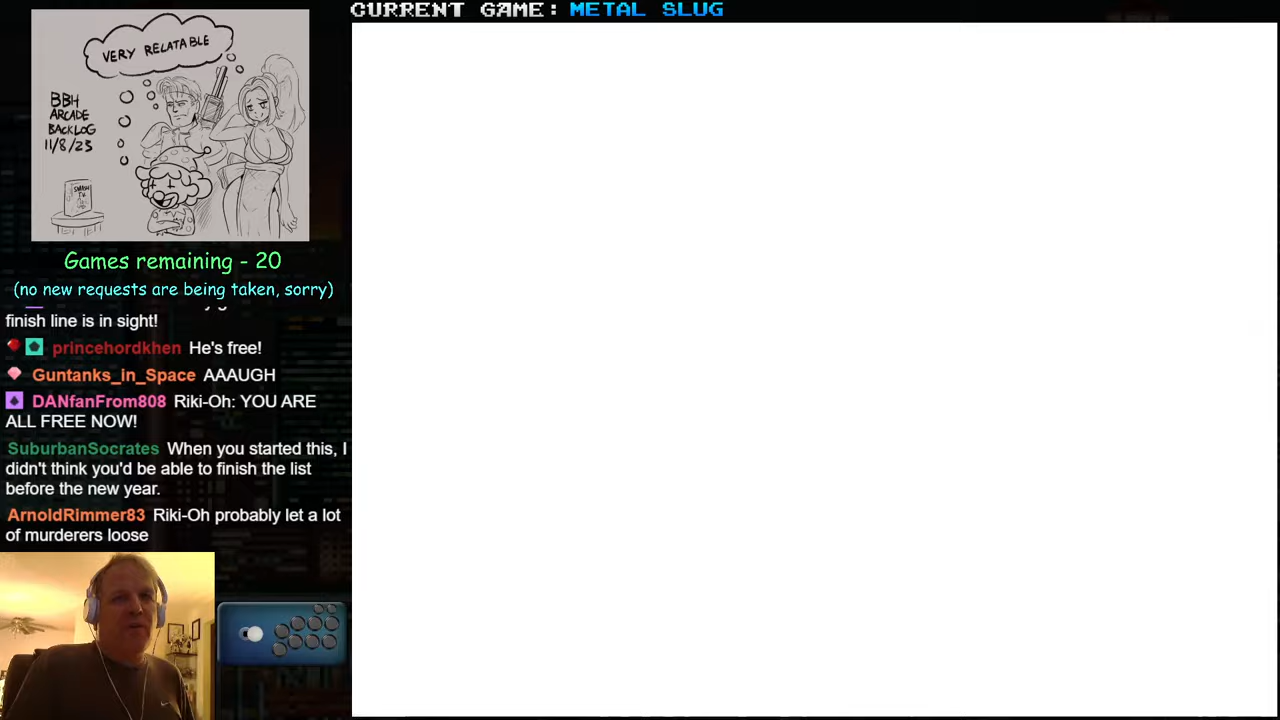 CURRENT GAME: METAL SLUG
VERY RELATABLE
BBH
ARCADE
BACKLOG
11/8/23
Games remaining - 20
(no new requests are being taken, sorry)
finish line is in sight!
princehordkhen He's free!
Guntanks_in_Space AAAUGH
DANfanFrom808 Riki-Oh: YOU ARE
ALL FREE NOW!
SuburbanSocrates When you started this, I
didn't think you'd be able to finish the list
before the new year.
ArnoldRimmer83 Riki-Oh probably let a lot
of murderers loose